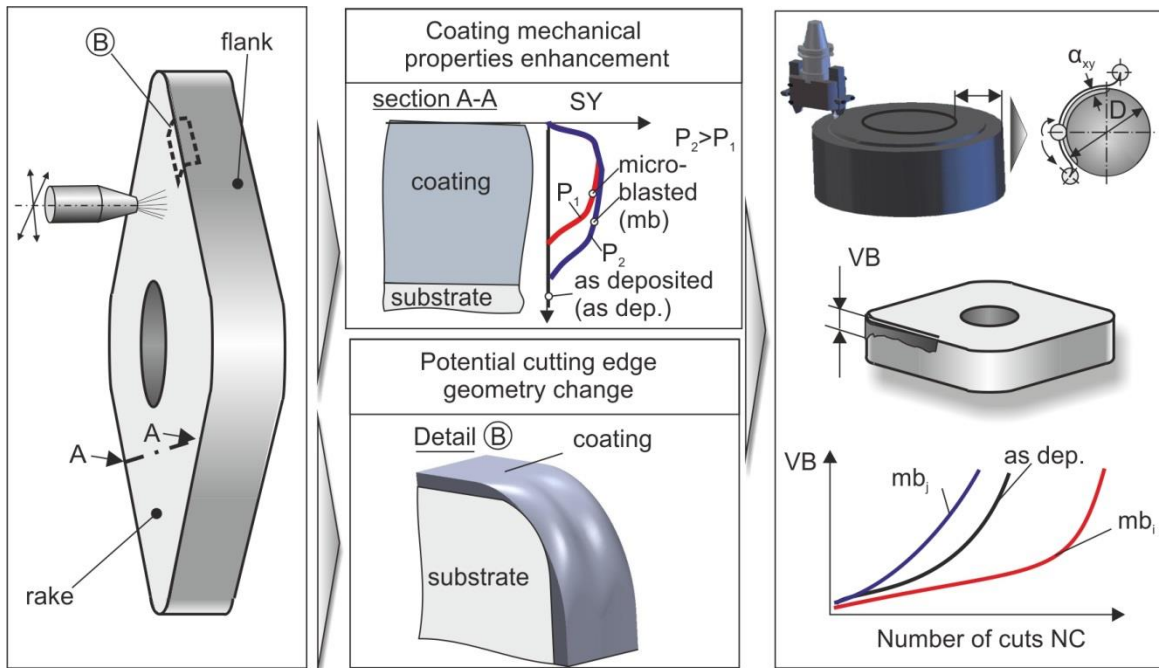 B
flank
A
A
rake
Coating mechanical
properties enhancement
section A-A
SY
P₂>P₁
coating
P₁
micro-
blasted
(mb)
P₂
as deposited
(as dep.)
substrate
Potential cutting edge
geometry change
Detail B
coating
substrate
αxy
D
VB
VB
mbⱼ
as dep.
mbᵢ
Number of cuts NC